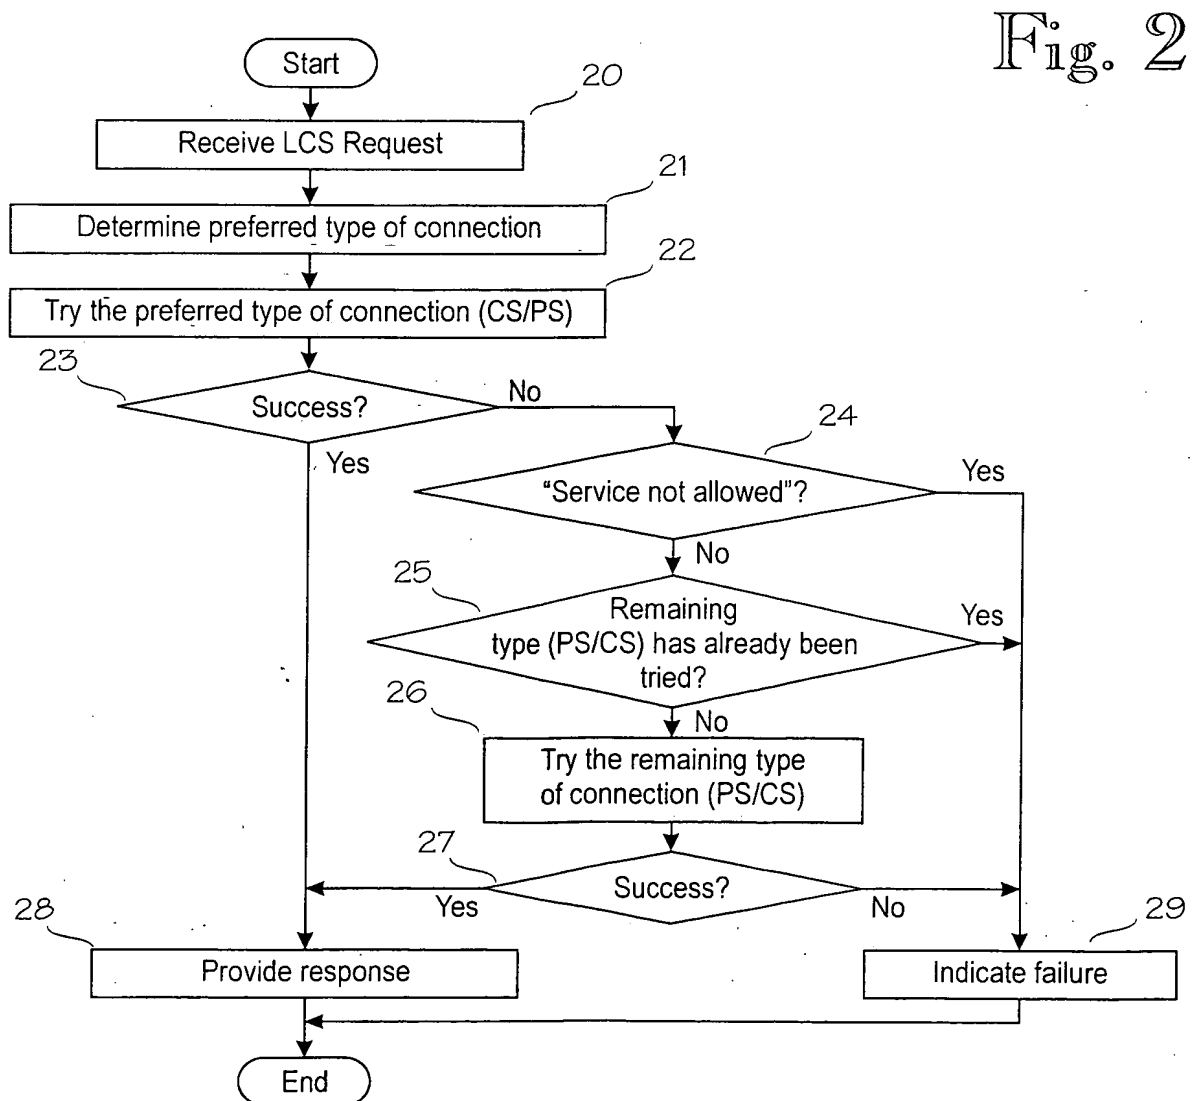 Fig. 2
Start
20
Receive LCS Request
21
Determine preferred type of connection
22
Try the preferred type of connection (CS/PS)
23
Success?
No
Yes
24
“Service not allowed”?
Yes
No
25
Remaining
type (PS/CS) has already been
tried?
Yes
No
26
Try the remaining type
of connection (PS/CS)
27
Success?
Yes
No
28
Provide response
29
Indicate failure
End